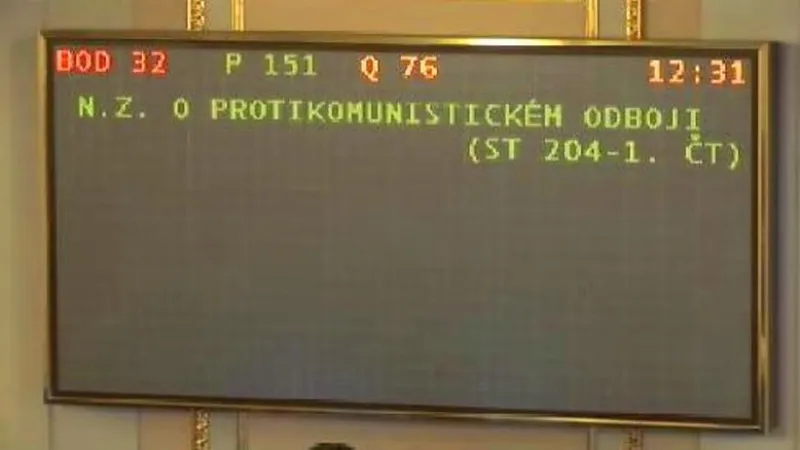 BOD 32 P 151 Q 76 12:31
N.Z. O PROTIKOMUNISTICKÉM ODBOJI
(ST 204-1. ČT)